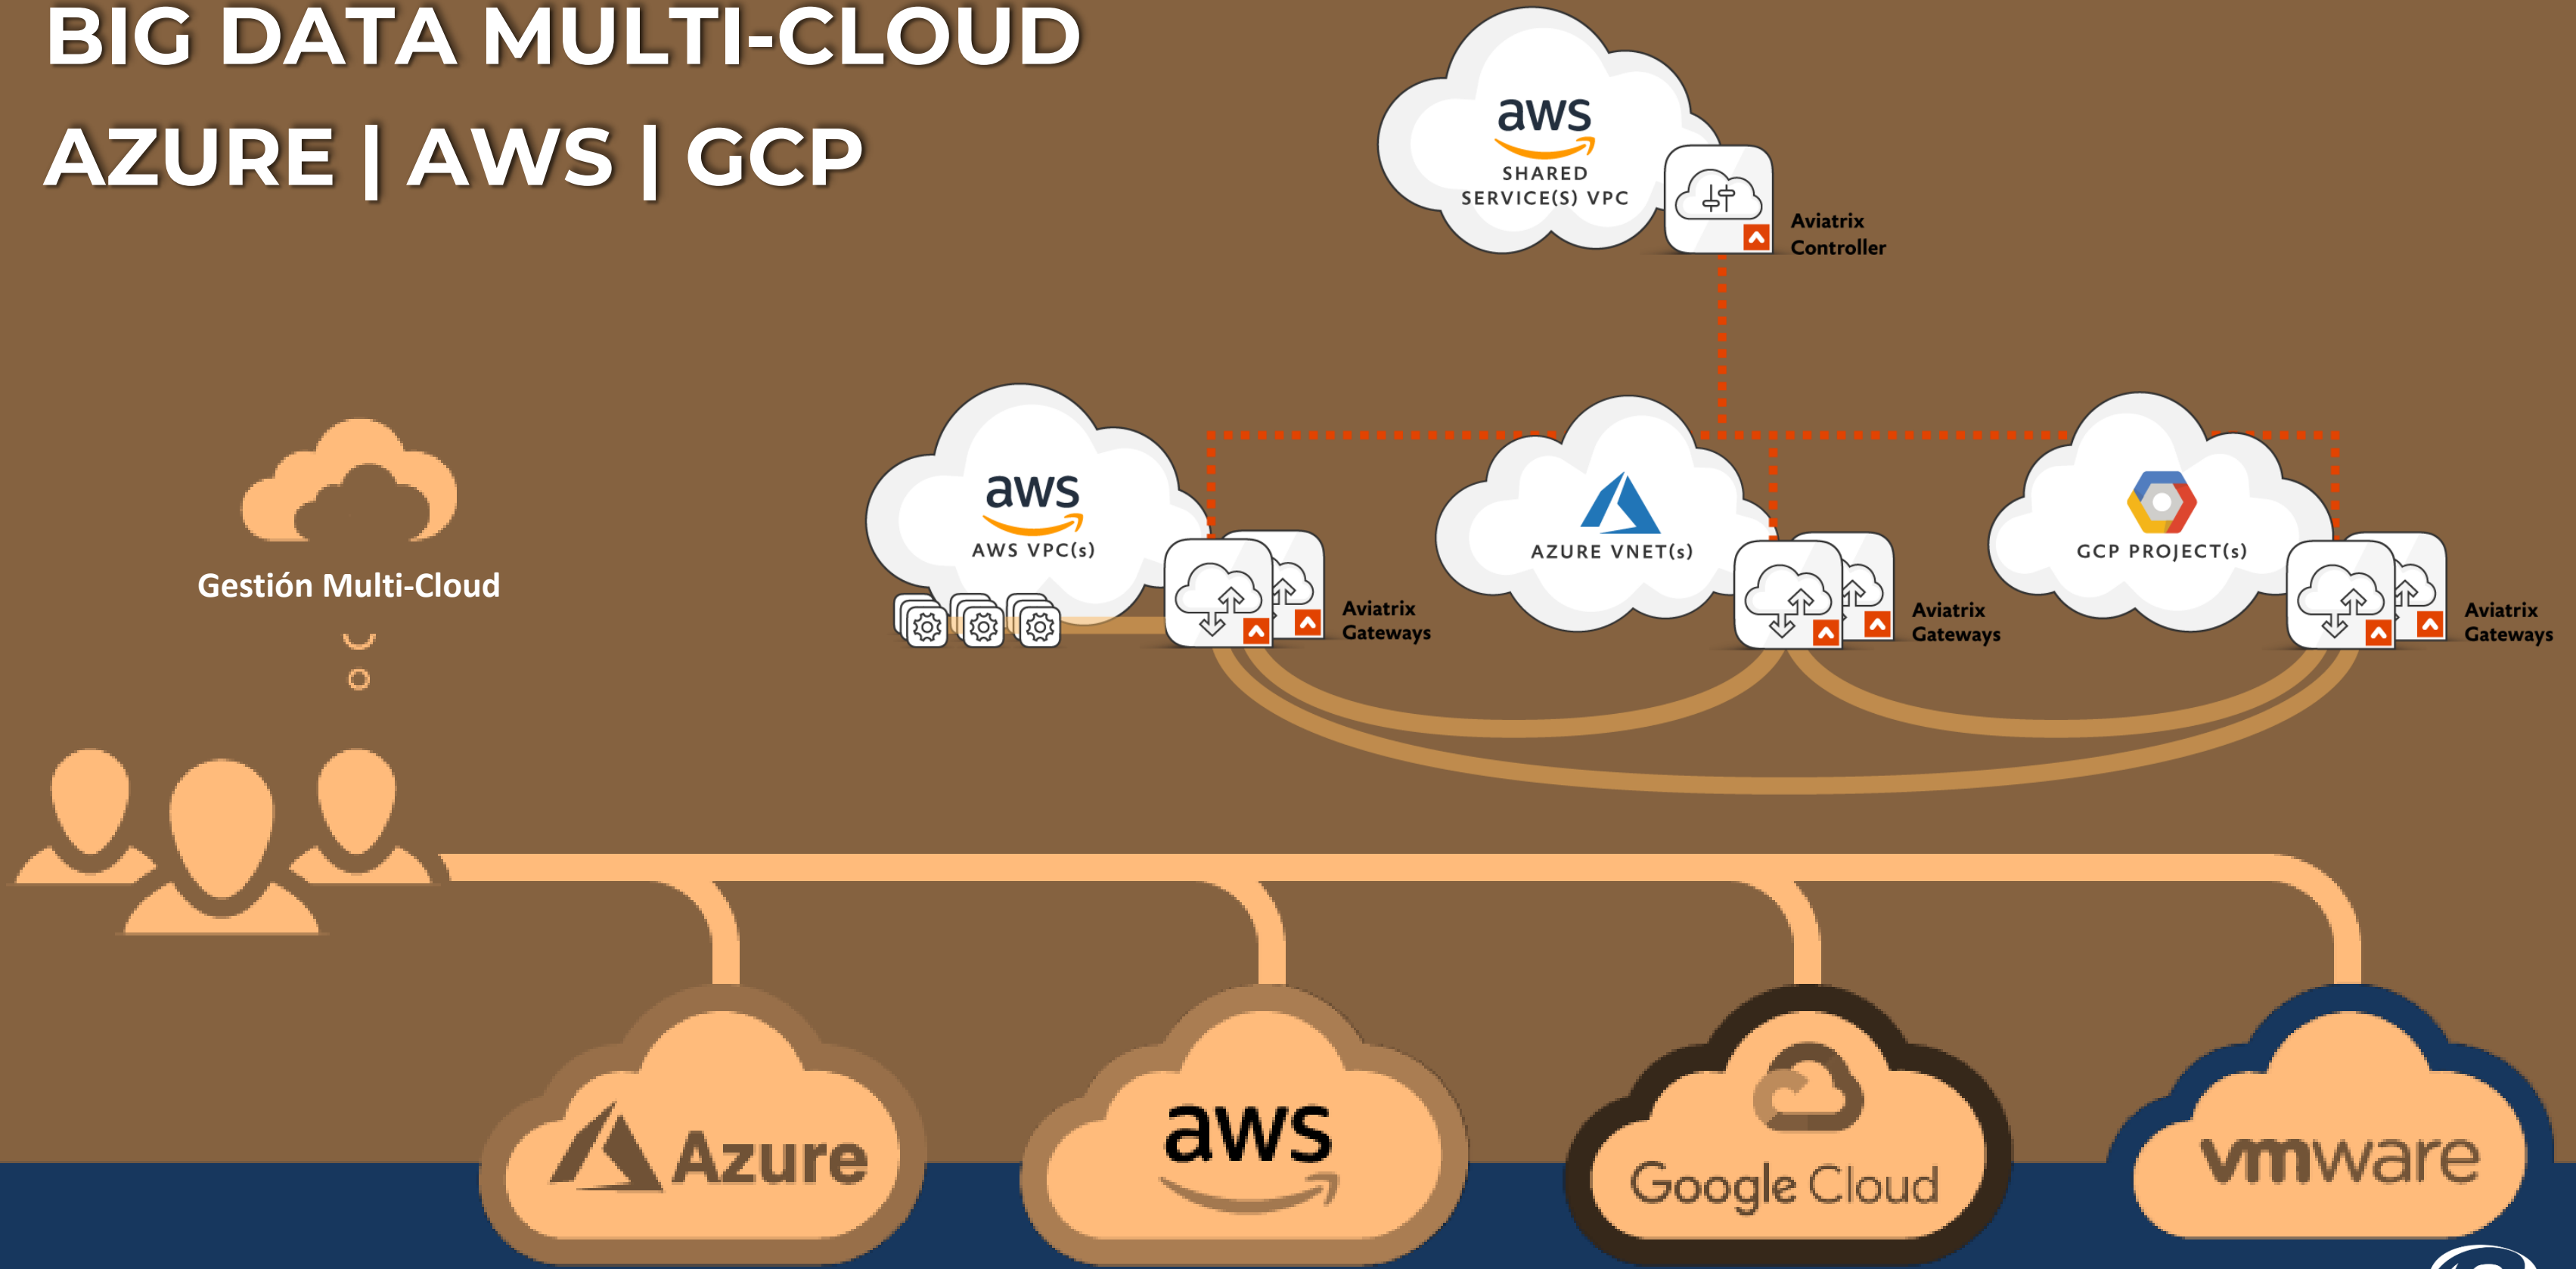 BIG DATA MULTI-CLOUD
AZURE | AWS | GCP
aws
SHARED
SERVICE(S) VPC
Aviatrix
Controller
aws
AWS VPC(s)
Aviatrix
Gateways
AZURE VNET(s)
Aviatrix
Gateways
GCP PROJECT(s)
Aviatrix
Gateways
Gestión Multi-Cloud
Azure
aws
Google Cloud
vmware